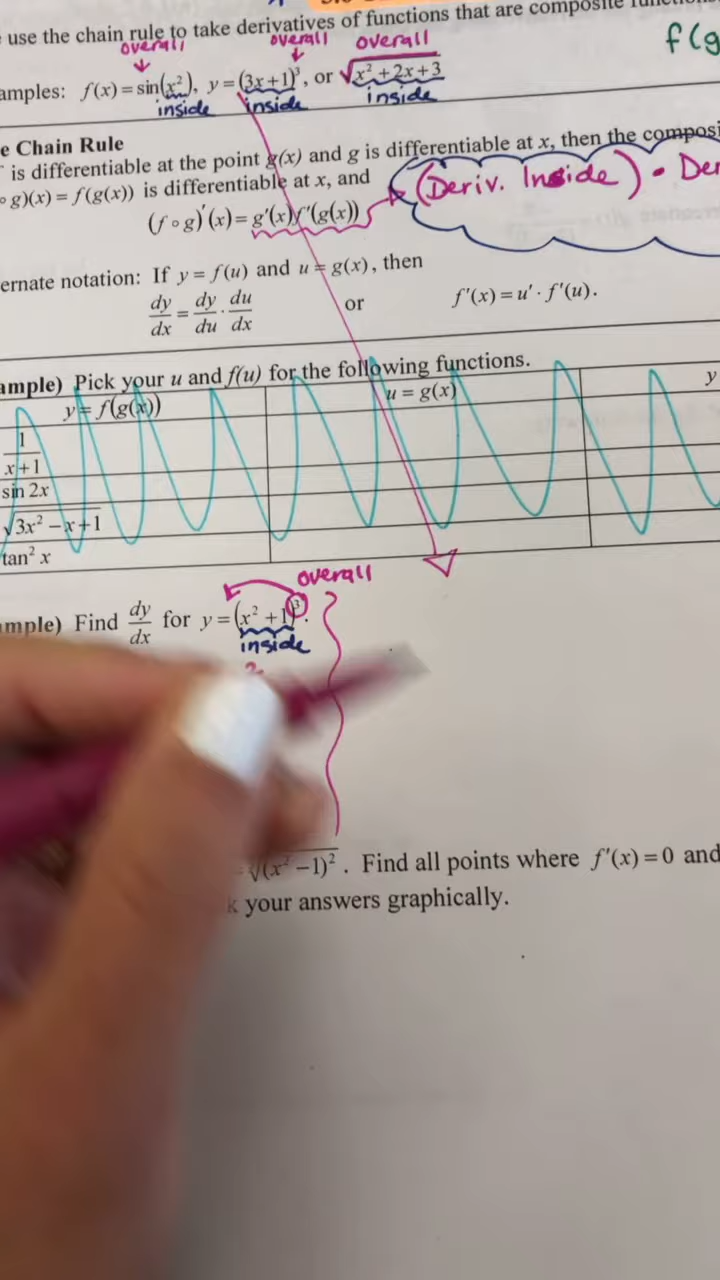 use the chain rule to take derivatives of functions that are composite
overall overall overall
f(g
amples: f(x) = sin(x²), y = (3x+1)³, or √x²+2x+3
inside inside inside
e Chain Rule
is differentiable at the point g(x) and g is differentiable at x, then the composi
∘ g)(x) = f(g(x)) is differentiable at x, and
(Deriv. Inside) • Der
(f ∘ g)'(x) = g'(x)f'(g(x))
ernate notation: If y = f(u) and u = g(x), then
dy/dx = dy/du · du/dx or f'(x) = u' · f'(u).
ample) Pick your u and f(u) for the following functions.
y = f(g(x)) u = g(x) y
1/x+1
sin 2x
√3x² − x + 1
tan² x
overall
mple) Find dy/dx for y = (x² + 1)³.
inside
∛(x² −1)². Find all points where f'(x) = 0 and
k your answers graphically.